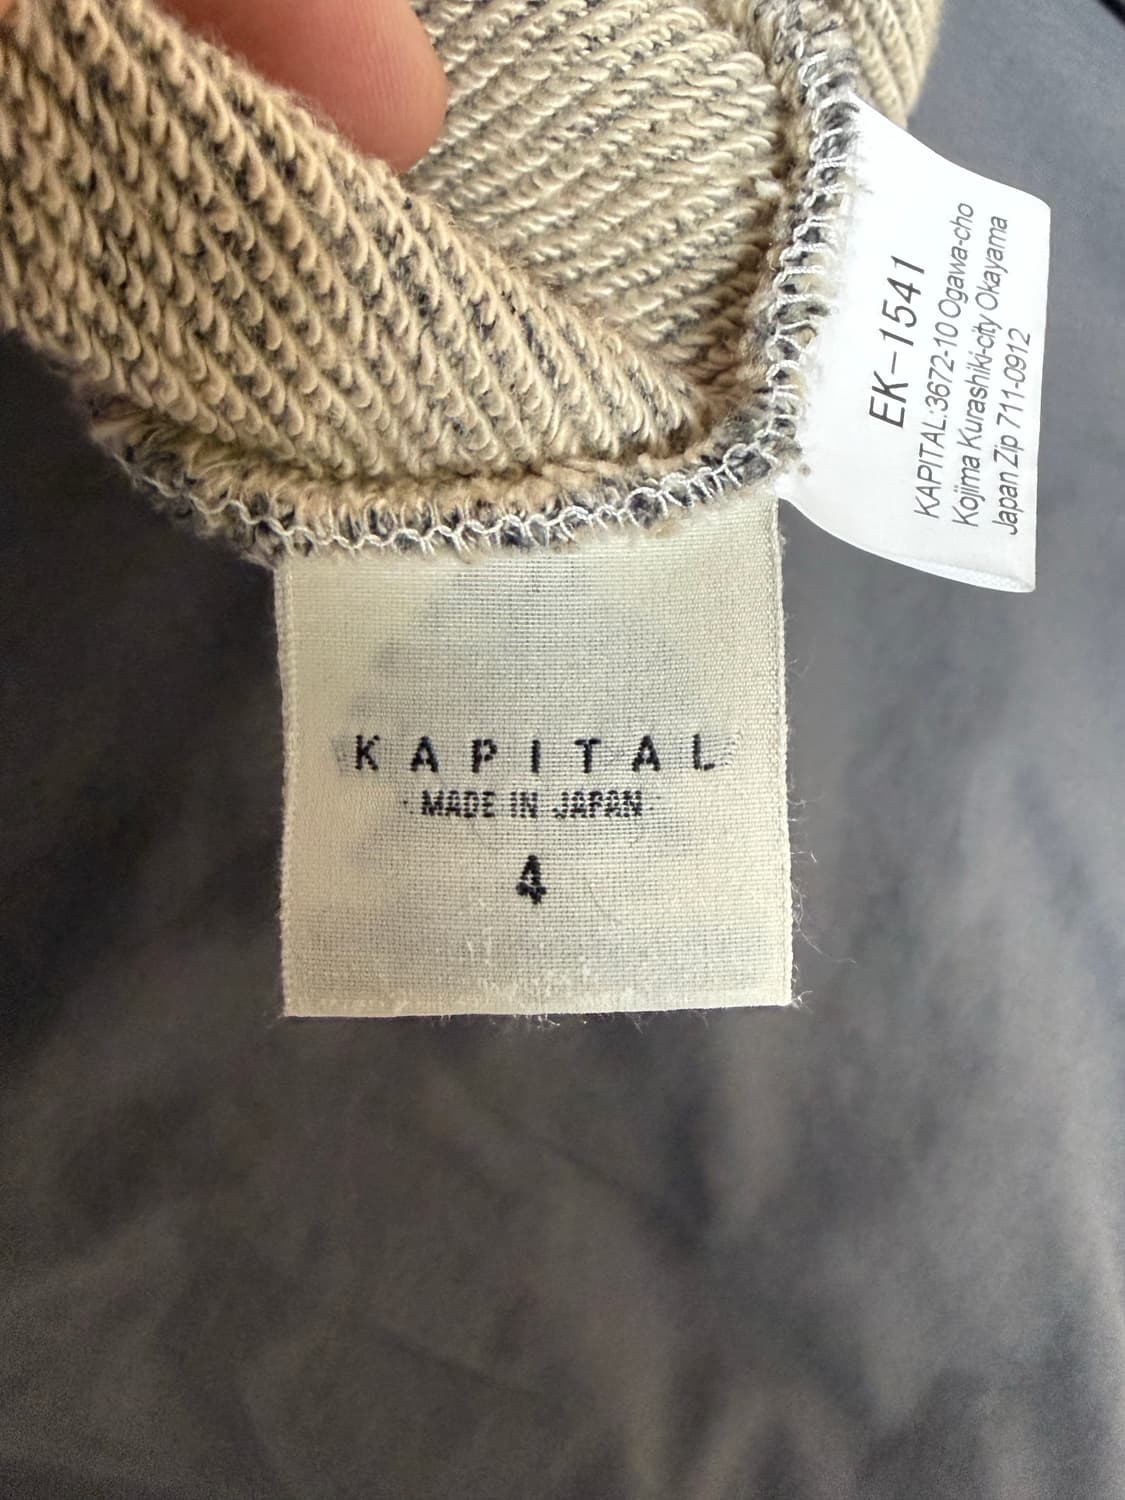 EK-1541
KAPITAL:3672-10 Ogawa-cho
Kojima Kurashiki-city Okayama
Japan Zip 711-0912
KAPITAL
MADE IN JAPAN
4